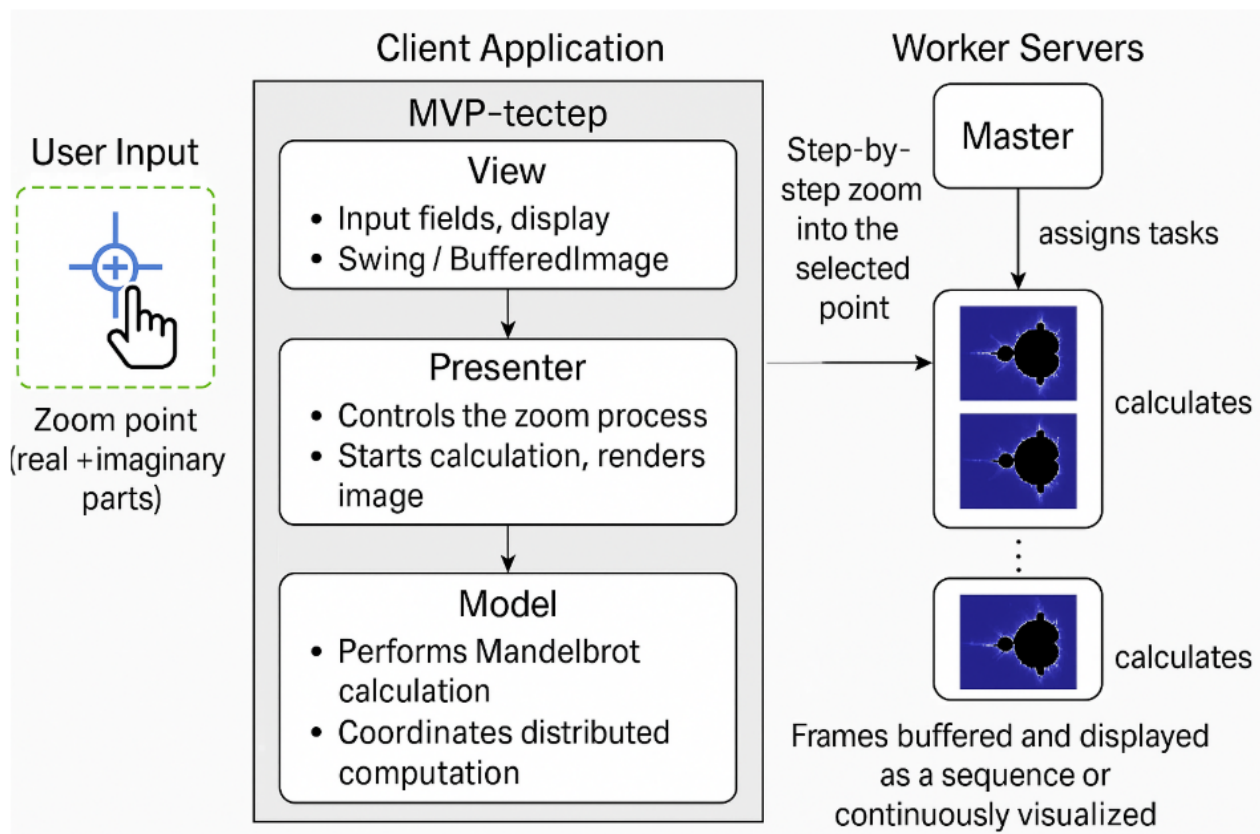 User Input
Zoom point
(real +imaginary
parts)
Client Application
MVP-tectep
View
• Input fields, display
• Swing / BufferedImage
Presenter
• Controls the zoom process
• Starts calculation, renders
image
Model
• Performs Mandelbrot
calculation
• Coordinates distributed
computation
Step-by-
step zoom
into the
selected
point
Worker Servers
Master
assigns tasks
calculates
calculates
Frames buffered and displayed
as a sequence or
continuously visualized